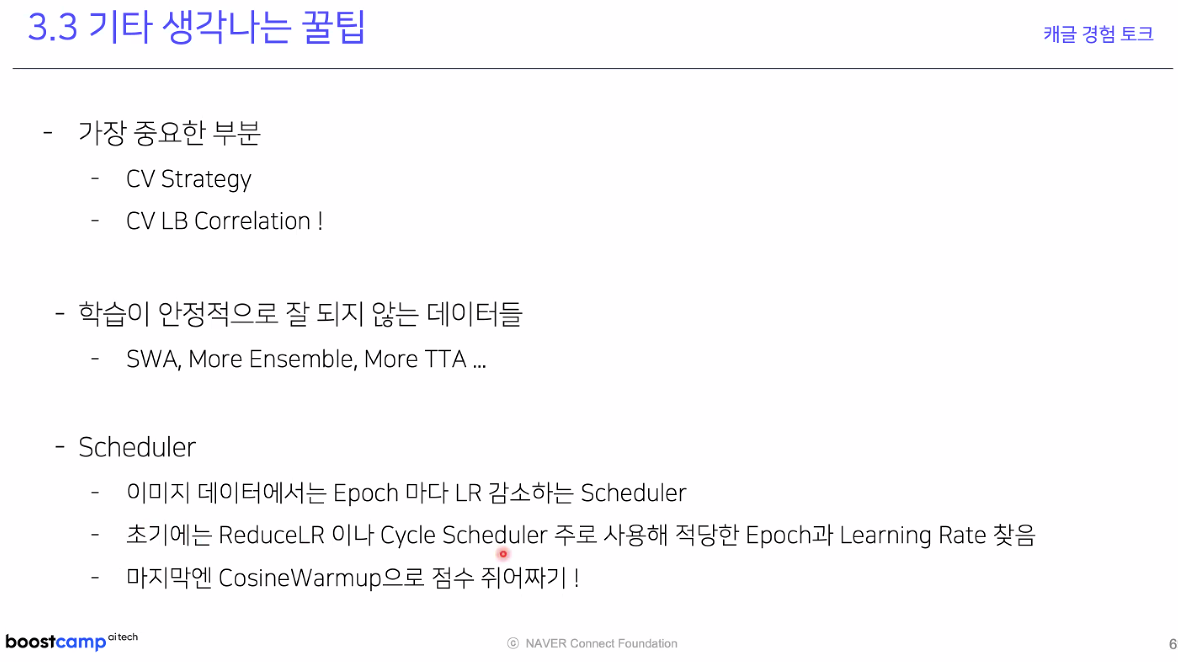 3.3 기타 생각나는 꿀팁
캐글 경험 토크
- 가장 중요한 부분
- CV Strategy
- CV LB Correlation !
- 학습이 안정적으로 잘 되지 않는 데이터들
- SWA, More Ensemble, More TTA ...
- Scheduler
- 이미지 데이터에서는 Epoch 마다 LR 감소하는 Scheduler
- 초기에는 ReduceLR 이나 Cycle Scheduler 주로 사용해 적당한 Epoch과 Learning Rate 찾음
- 마지막엔 CosineWarmup으로 점수 쥐어짜기 !
boostcamp ai tech
© NAVER Connect Foundation
6